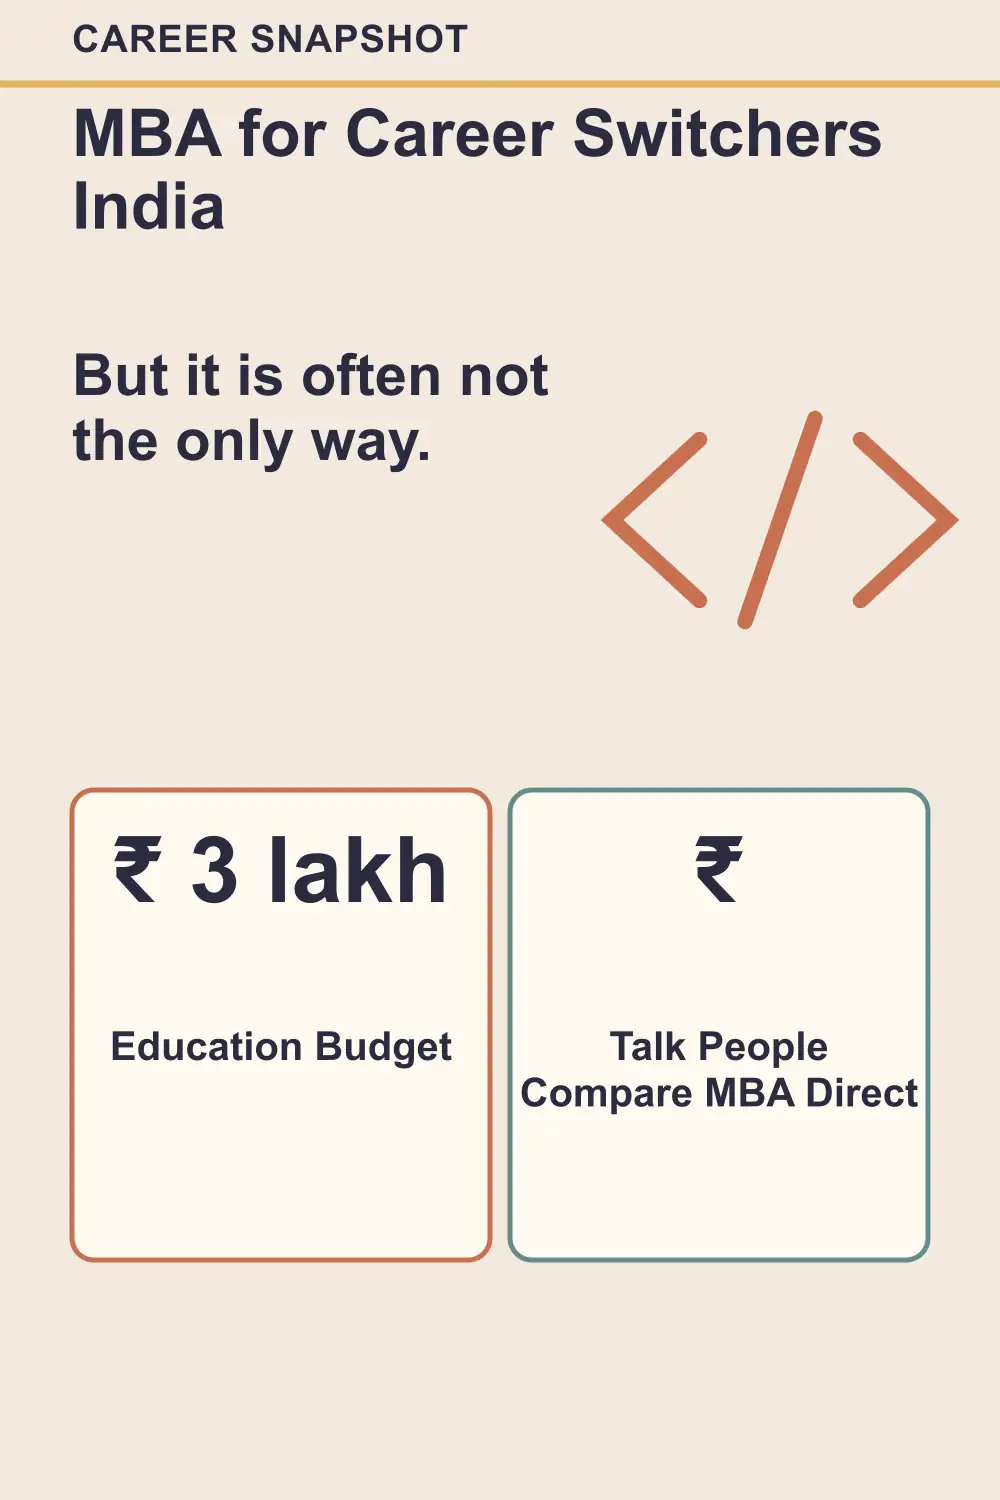 CAREER SNAPSHOT
MBA for Career Switchers
India
But it is often not
the only way.
₹ 3 lakh
Education Budget
₹
Talk People
Compare MBA Direct